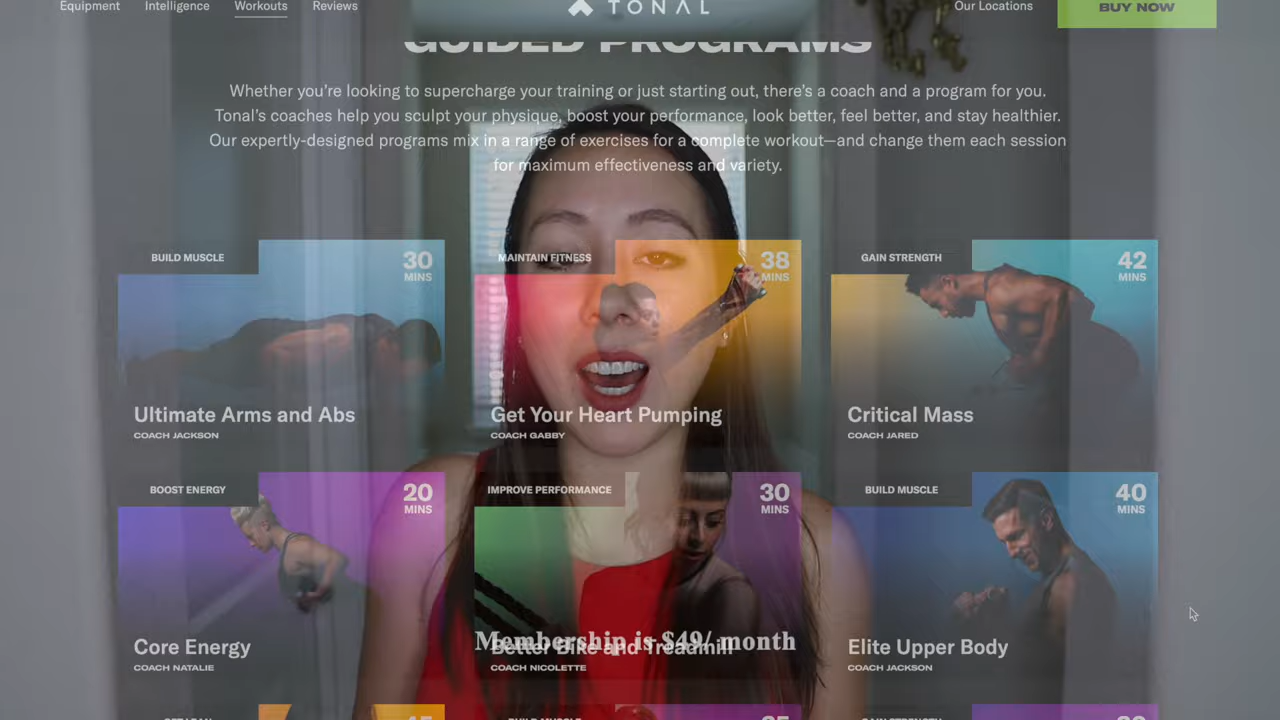 Equipment Intelligence Workouts Reviews TONAL Our Locations BUY NOW
GUIDED PROGRAMS
Whether you're looking to supercharge your training or just starting out, there's a coach and a program for you.
Tonal's coaches help you sculpt your physique, boost your performance, look better, feel better, and stay healthier.
Our expertly-designed programs mix in a range of exercises for a complete workout—and change them each session
for maximum effectiveness and variety.
BUILD MUSCLE
30
MINS
Ultimate Arms and Abs
COACH JACKSON
MAINTAIN FITNESS
38
MINS
Get Your Heart Pumping
COACH GABBY
GAIN STRENGTH
42
MINS
Critical Mass
COACH JARED
BOOST ENERGY
20
MINS
Core Energy
COACH NATALIE
IMPROVE PERFORMANCE
30
MINS
Better Bike and Treadmill
COACH NICOLETTE
Membership is $49/ month
BUILD MUSCLE
40
MINS
Elite Upper Body
COACH JACKSON